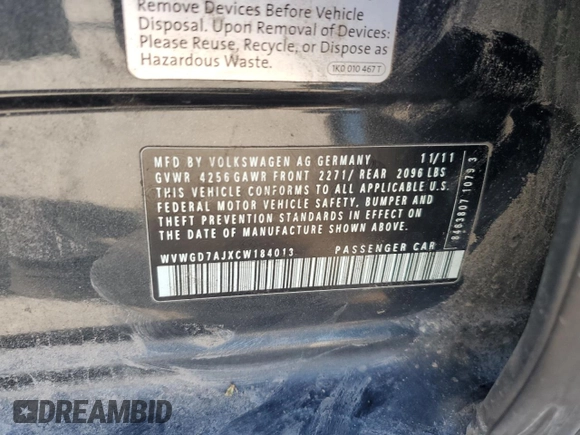 Remove Devices Before Vehicle
Disposal. Upon Removal of Devices:
Please Reuse, Recycle, or Dispose as
Hazardous Waste.
1K0 010 467 T
MFD BY VOLKSWAGEN AG GERMANY 11/11
GVWR 4256 GAWR FRONT 2271/ REAR 2096 LBS
THIS VEHICLE CONFORMS TO ALL APPLICABLE U.S.
FEDERAL MOTOR VEHICLE SAFETY, BUMPER AND
THEFT PREVENTION STANDARDS IN EFFECT ON
THE DATE OF MANUFACTURE SHOWN ABOVE.
WVWGD7AJXCW184013 PASSENGER CAR
8463807 1079 3
DREAMBID